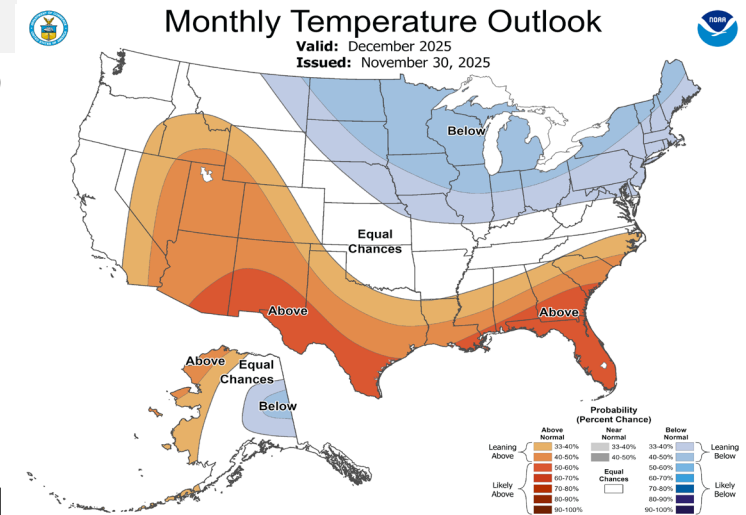 Monthly Temperature Outlook
Valid: December 2025
Issued: November 30, 2025
NOAA
Below
Equal
Chances
Above
Above
Above
Equal
Chances
Below
Probability
(Percent Chance)
Above
Normal
Near
Normal
Below
Normal
Leaning
Above
33-40%
40-50%
33-40%
40-50%
33-40%
40-50%
Leaning
Below
Likely
Above
50-60%
60-70%
70-80%
80-90%
90-100%
Equal
Chances
50-60%
60-70%
70-80%
80-90%
90-100%
Likely
Below